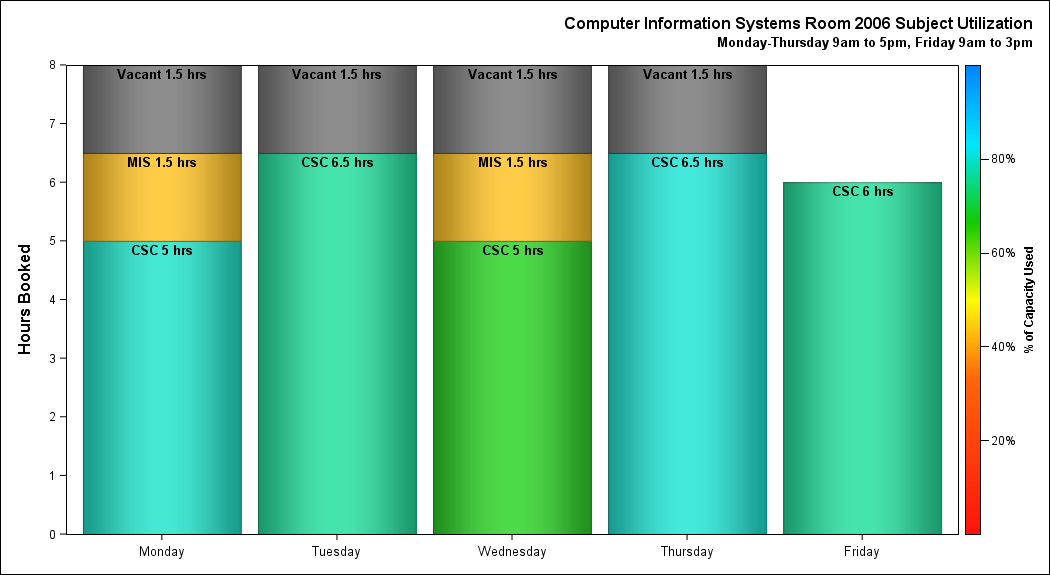 Computer Information Systems Room 2006 Subject Utilization
Monday-Thursday 9am to 5pm, Friday 9am to 3pm
Hours Booked
8
7
6
5
4
3
2
1
0
Vacant 1.5 hrs
MIS 1.5 hrs
CSC 5 hrs
Vacant 1.5 hrs
CSC 6.5 hrs
Vacant 1.5 hrs
MIS 1.5 hrs
CSC 5 hrs
Vacant 1.5 hrs
CSC 6.5 hrs
CSC 6 hrs
Monday
Tuesday
Wednesday
Thursday
Friday
80%
60%
40%
20%
% of Capacity Used